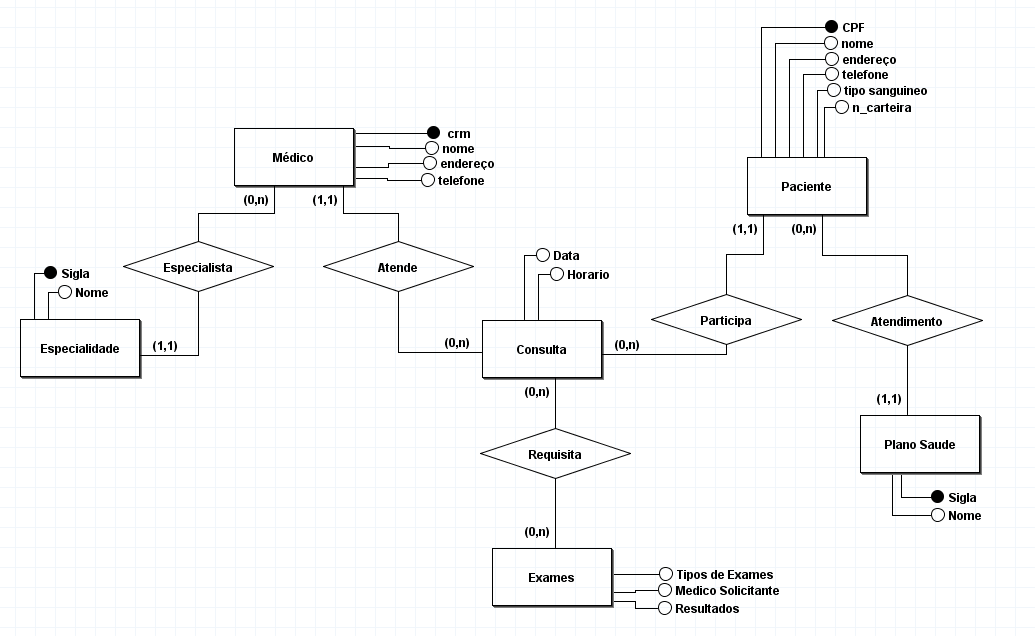 CPF
nome
endereço
telefone
tipo sanguineo
n_carteira
crm
nome
endereço
telefone
Médico
Paciente
(0,n)
(1,1)
(1,1)
(0,n)
Especialista
Atende
Data
Horario
Sigla
Nome
Participa
Atendimento
Especialidade
(1,1)
(0,n)
Consulta
(0,n)
(0,n)
(1,1)
Requisita
Plano Saude
Sigla
Nome
(0,n)
Exames
Tipos de Exames
Medico Solicitante
Resultados